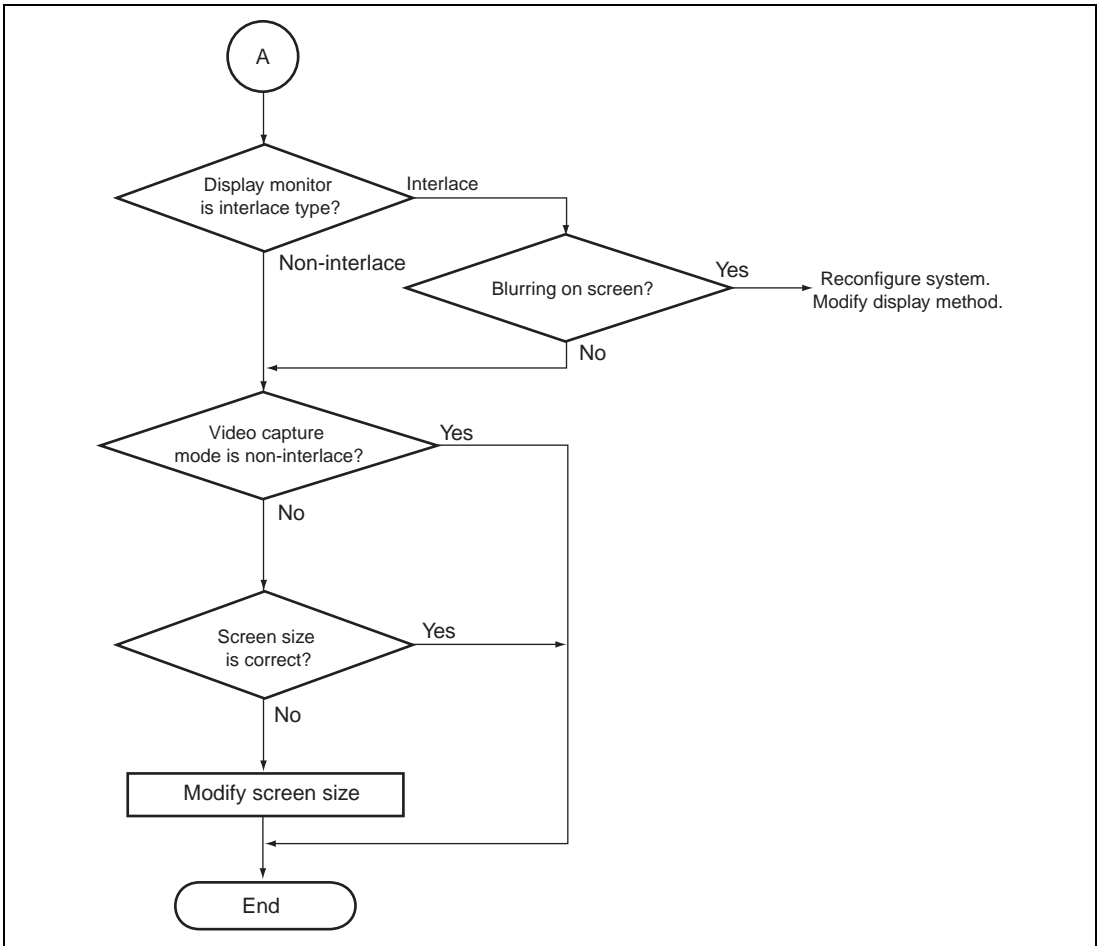 A
Display monitor
is interlace type?
Interlace
Non-interlace
Blurring on screen?
Yes
Reconfigure system.
Modify display method.
No
Video capture
mode is non-interlace?
Yes
No
Screen size
is correct?
Yes
No
Modify screen size
End